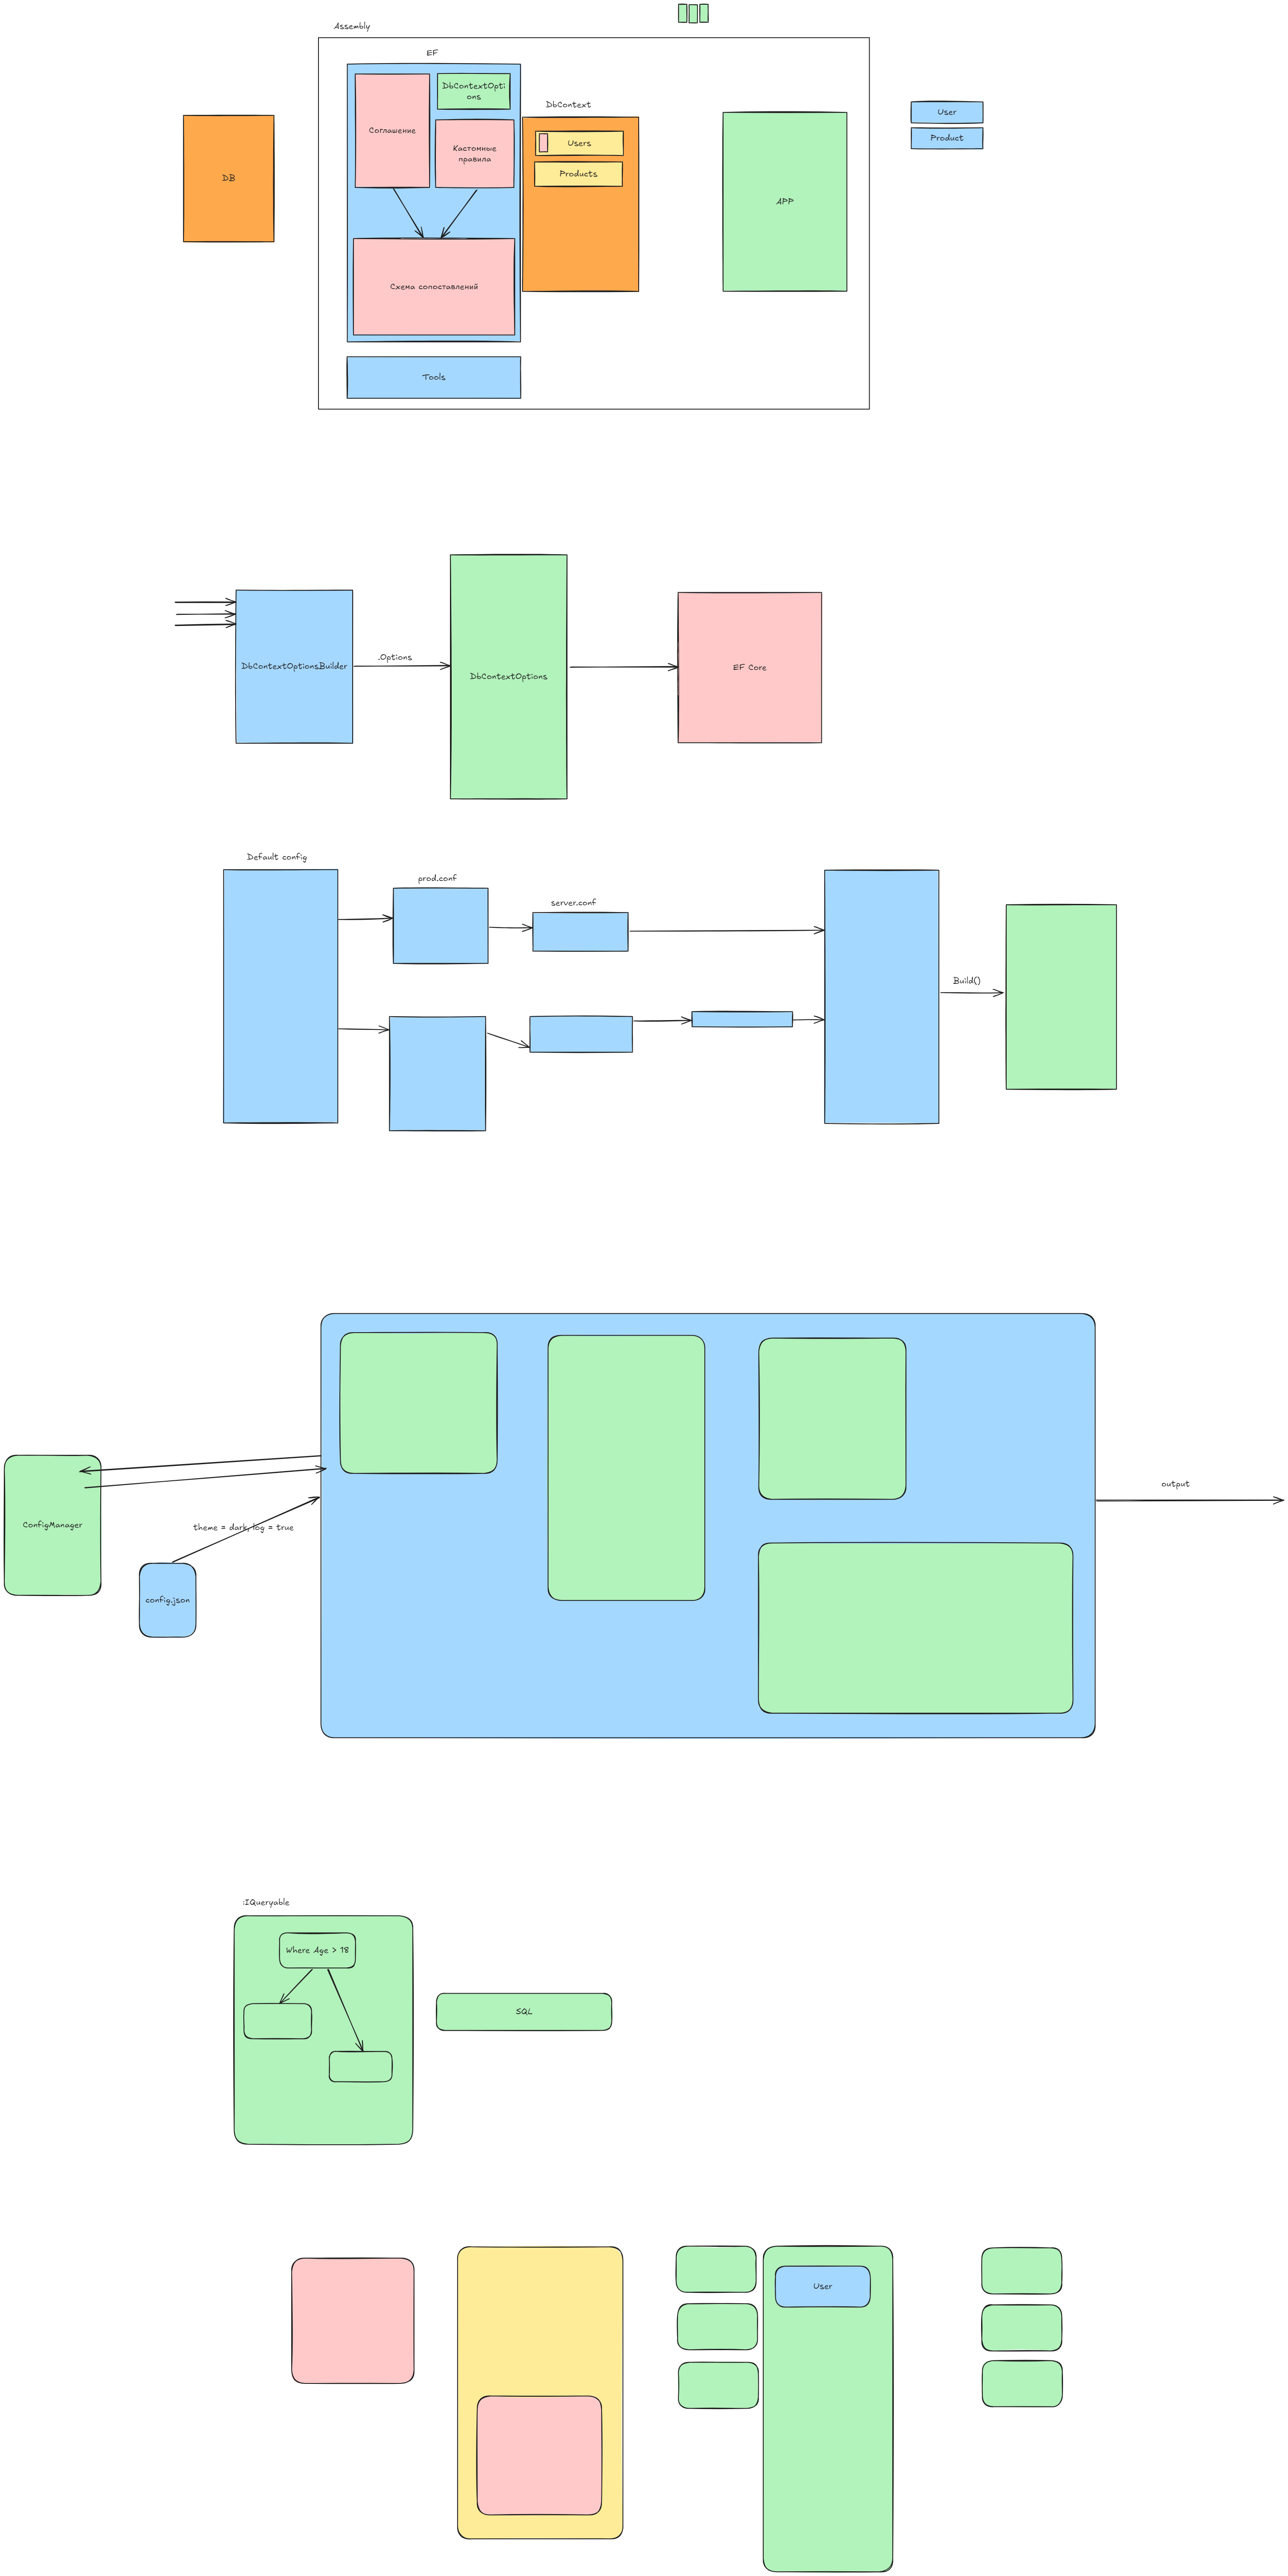 Assembly
EF
DbContextOpti
ons
Соглашение
Кастомные
правила
Схема сопоставлений
Tools
DbContext
Users
Products
DB
APP
User
Product
DbContextOptionsBuilder
.Options
DbContextOptions
EF Core
Default config
prod.conf
server.conf
Build()
ConfigManager
theme = dark, log = true
config.json
output
:IQueryable
Where Age > 18
SQL
User